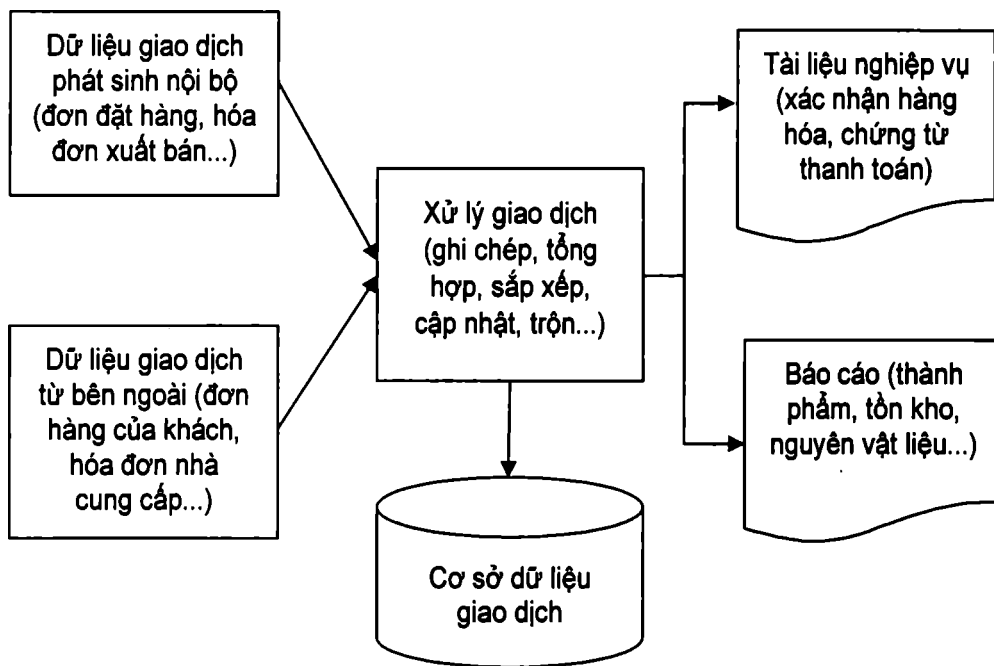 Dữ liệu giao dịch
phát sinh nội bộ
(đơn đặt hàng, hóa
đơn xuất bán...)
Dữ liệu giao dịch
từ bên ngoài (đơn
hàng của khách,
hóa đơn nhà
cung cấp...)
Xử lý giao dịch
(ghi chép, tổng
hợp, sắp xếp,
cập nhật, trộn...)
Cơ sở dữ liệu
giao dịch
Tài liệu nghiệp vụ
(xác nhận hàng
hóa, chứng từ
thanh toán)
Báo cáo (thành
phẩm, tồn kho,
nguyên vật liệu...)